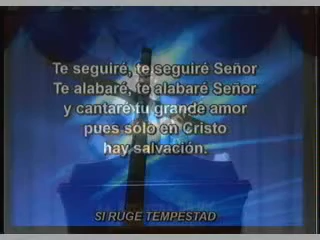 Te seguiré, te seguiré Señor
Te alabaré, te alabaré Señor
y cantaré tu grande amor
pues sólo en Cristo
hay salvación.
SI RUGE TEMPESTAD